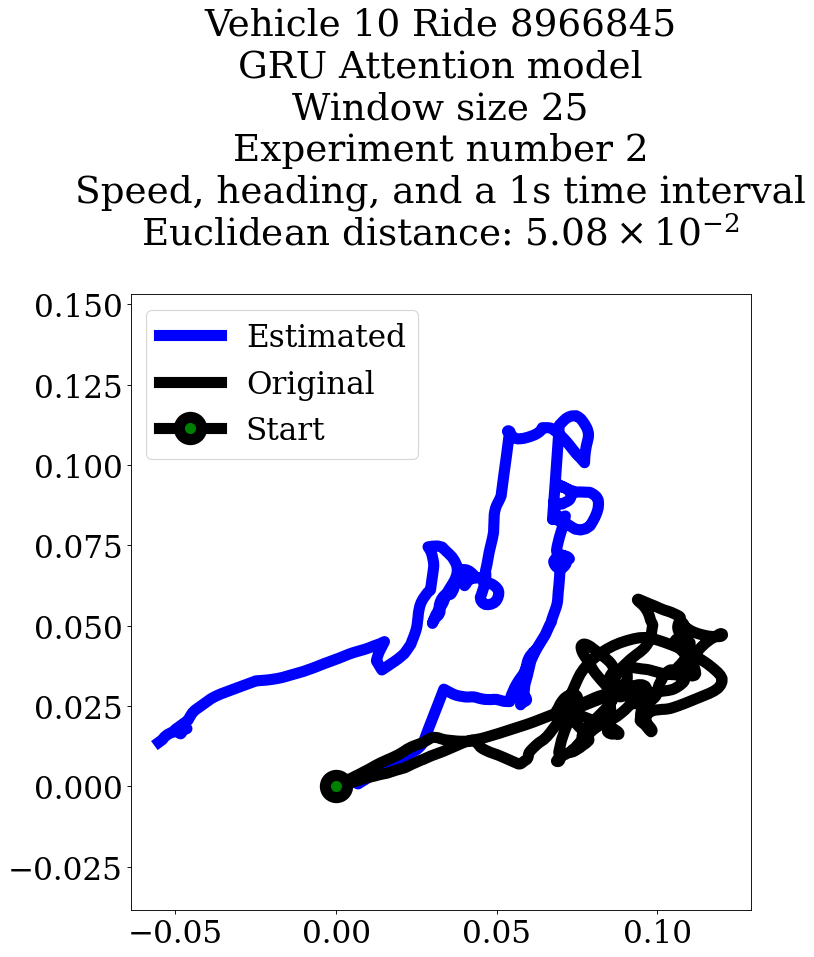 Vehicle 10 Ride 8966845
GRU Attention model
Window size 25
Experiment number 2
Speed, heading, and a 1s time interval
Euclidean distance: 5.08 × 10⁻²
0.150
0.125
0.100
0.075
0.050
0.025
0.000
−0.025
Estimated
Original
Start
−0.05
0.00
0.05
0.10